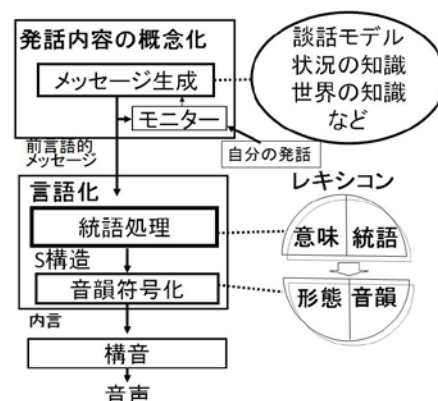 発話内容の概念化
メッセージ生成
モニター
談話モデル
状況の知識
世界の知識
など
前言語的
メッセージ
自分の発話
言語化
統語処理
S構造
音韻符号化
レキシコン
意味 統語
形態 音韻
内言
構音
音声